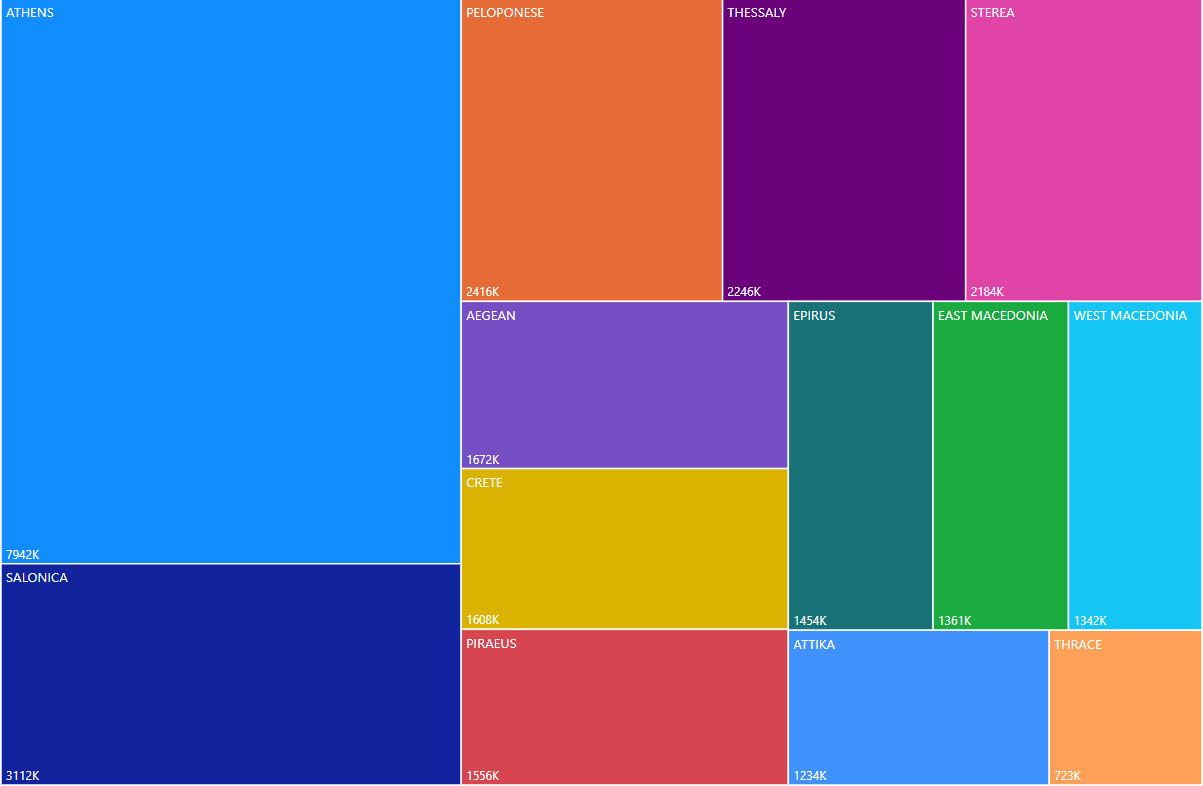 ATHENS
7942K
SALONICA
3112K
PELOPONESE
2416K
THESSALY
2246K
STEREA
2184K
AEGEAN
1672K
CRETE
1608K
PIRAEUS
1556K
EPIRUS
1454K
EAST MACEDONIA
1361K
WEST MACEDONIA
1342K
ATTIKA
1234K
THRACE
723K